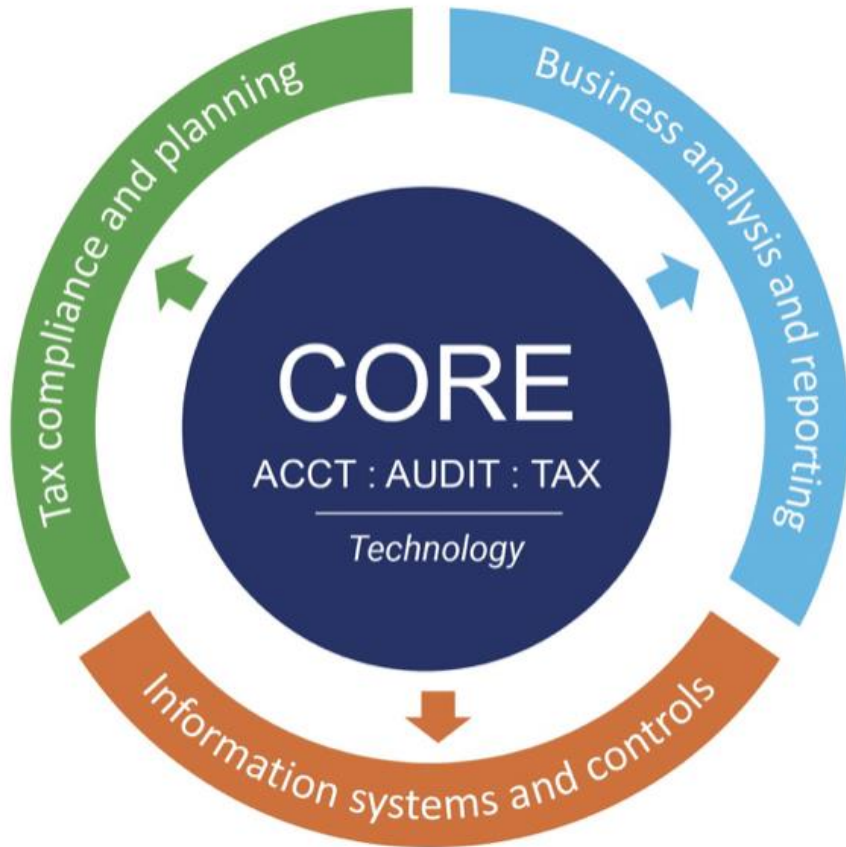 Tax compliance and planning
Business analysis and reporting
CORE
ACCT : AUDIT : TAX
Technology
Information systems and controls